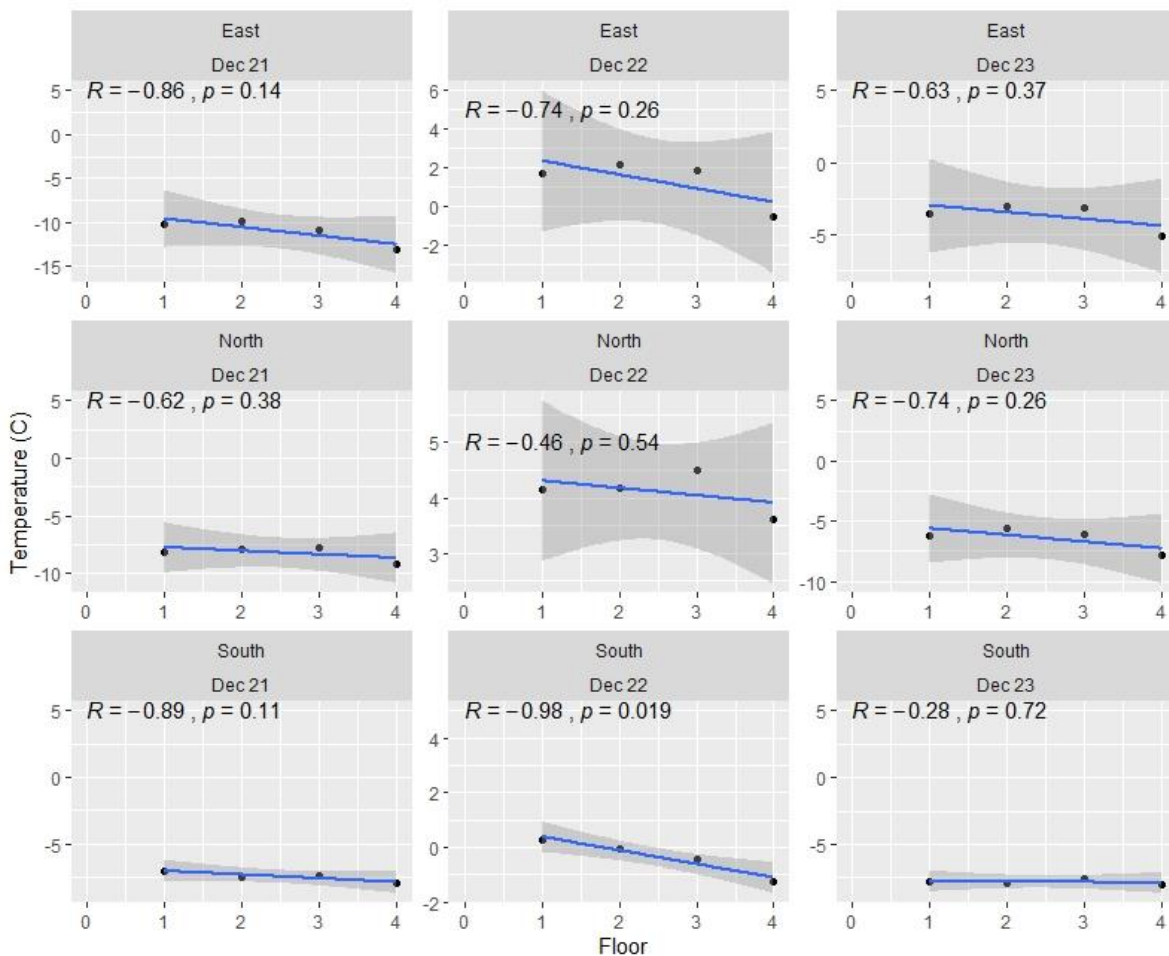 East
Dec 21
R = −0.86 , p = 0.14
5
0
-5
-10
-15
0 1 2 3 4
East
Dec 22
R = −0.74 , p = 0.26
6
4
2
0
-2
0 1 2 3 4
East
Dec 23
R = −0.63 , p = 0.37
5
0
-5
0 1 2 3 4
North
Dec 21
R = −0.62 , p = 0.38
5
0
-5
-10
0 1 2 3 4
North
Dec 22
R = −0.46 , p = 0.54
5
4
3
0 1 2 3 4
North
Dec 23
R = −0.74 , p = 0.26
5
0
-5
-10
0 1 2 3 4
South
Dec 21
R = −0.89 , p = 0.11
5
0
-5
0 1 2 3 4
South
Dec 22
R = −0.98 , p = 0.019
4
2
0
-2
0 1 2 3 4
South
Dec 23
R = −0.28 , p = 0.72
5
0
-5
0 1 2 3 4
Temperature (C)
Floor